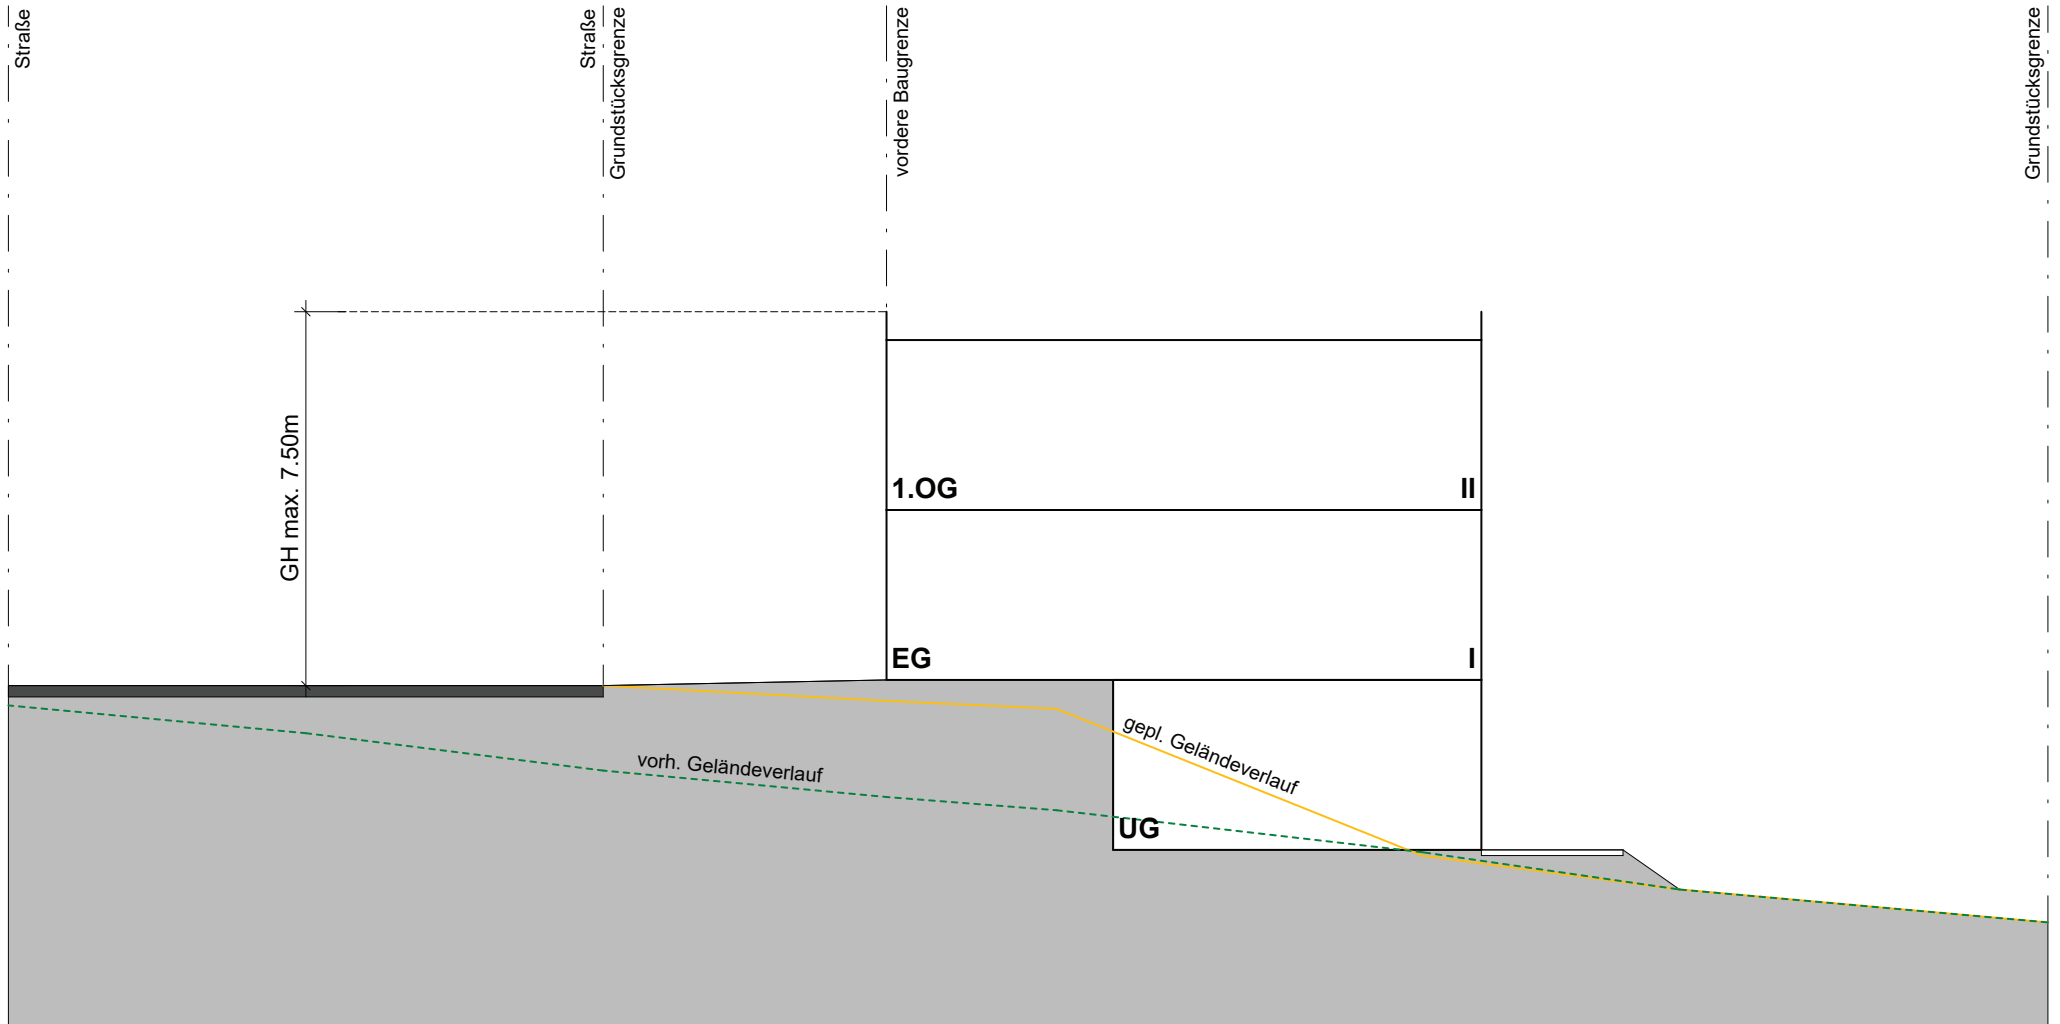 Straße
Straße
Grundstücksgrenze
vordere Baugrenze
Grundstücksgrenze
GH max. 7.50m
1.OG
II
EG
I
gepl. Geländeverlauf
vorh. Geländeverlauf
UG